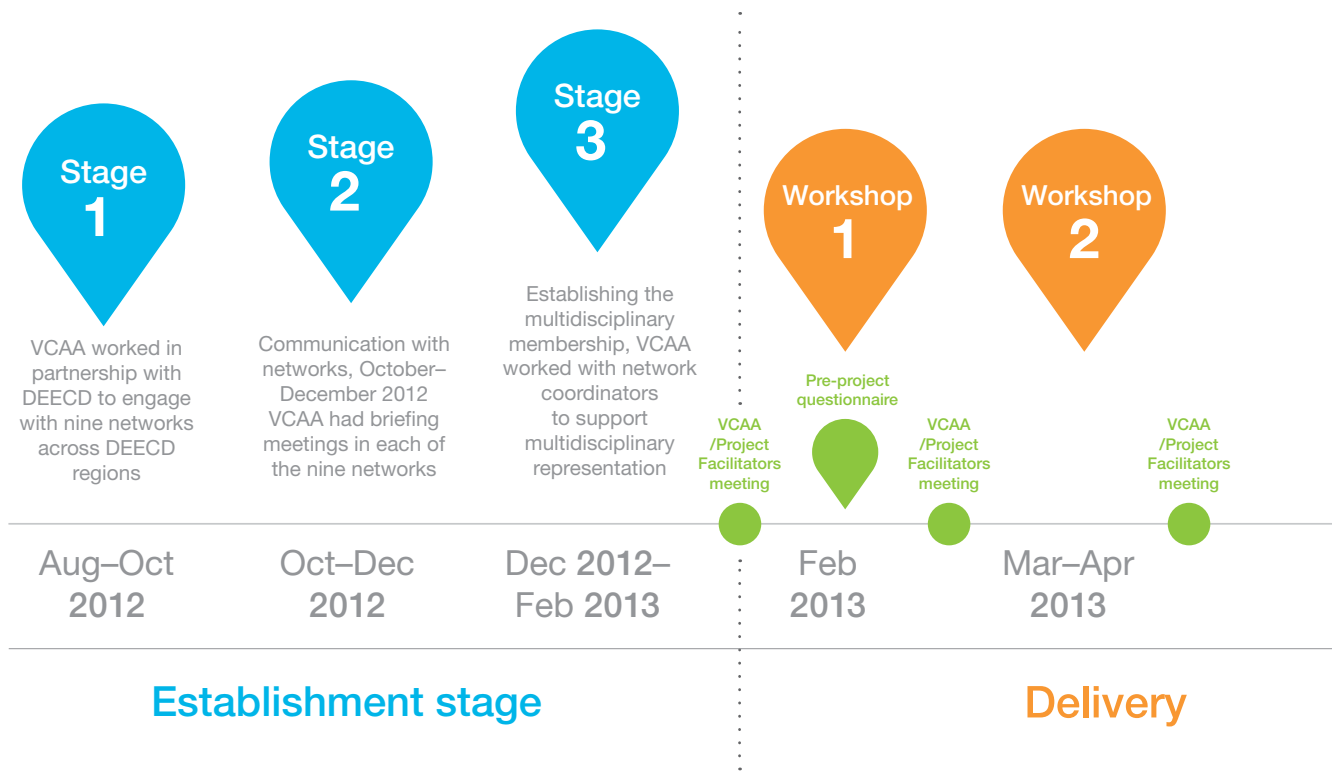 Stage
1
VCAA worked in
partnership with
DEECD to engage
with nine networks
across DEECD
regions
Stage
2
Communication with
networks, October–
December 2012
VCAA had briefing
meetings in each of
the nine networks
Stage
3
Establishing the
multidisciplinary
membership, VCAA
worked with network
coordinators
to support
multidisciplinary
representation
VCAA
/Project
Facilitators
meeting
Workshop
1
Pre-project
questionnaire
VCAA
/Project
Facilitators
meeting
Workshop
2
VCAA
/Project
Facilitators
meeting
Aug–Oct
2012
Oct–Dec
2012
Dec 2012–
Feb 2013
Feb
2013
Mar–Apr
2013
Establishment stage
Delivery